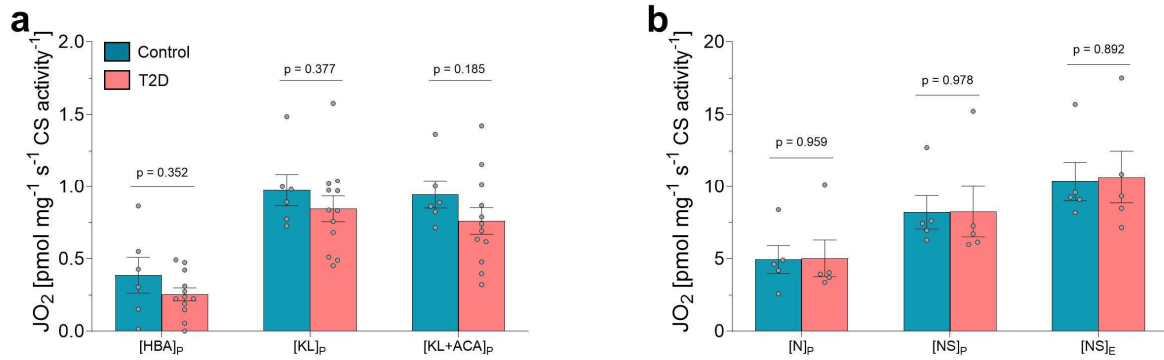 a
JO₂ [pmol mg⁻¹ s⁻¹ CS activity⁻¹]
2.0
1.5
1.0
0.5
0.0
Control
T2D
p = 0.352
p = 0.377
p = 0.185
[HBA]P
[KL]P
[KL+ACA]P
b
JO₂ [pmol mg⁻¹ s⁻¹ CS activity⁻¹]
20
15
10
5
0
p = 0.959
p = 0.978
p = 0.892
[N]P
[NS]P
[NS]E